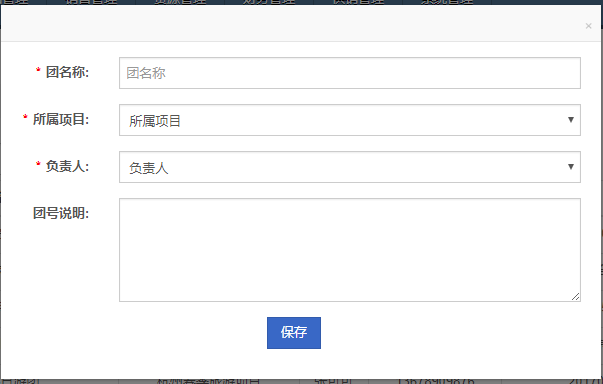 ×
* 团名称: 团名称
* 所属项目: 所属项目
* 负责人: 负责人
团号说明:
保存